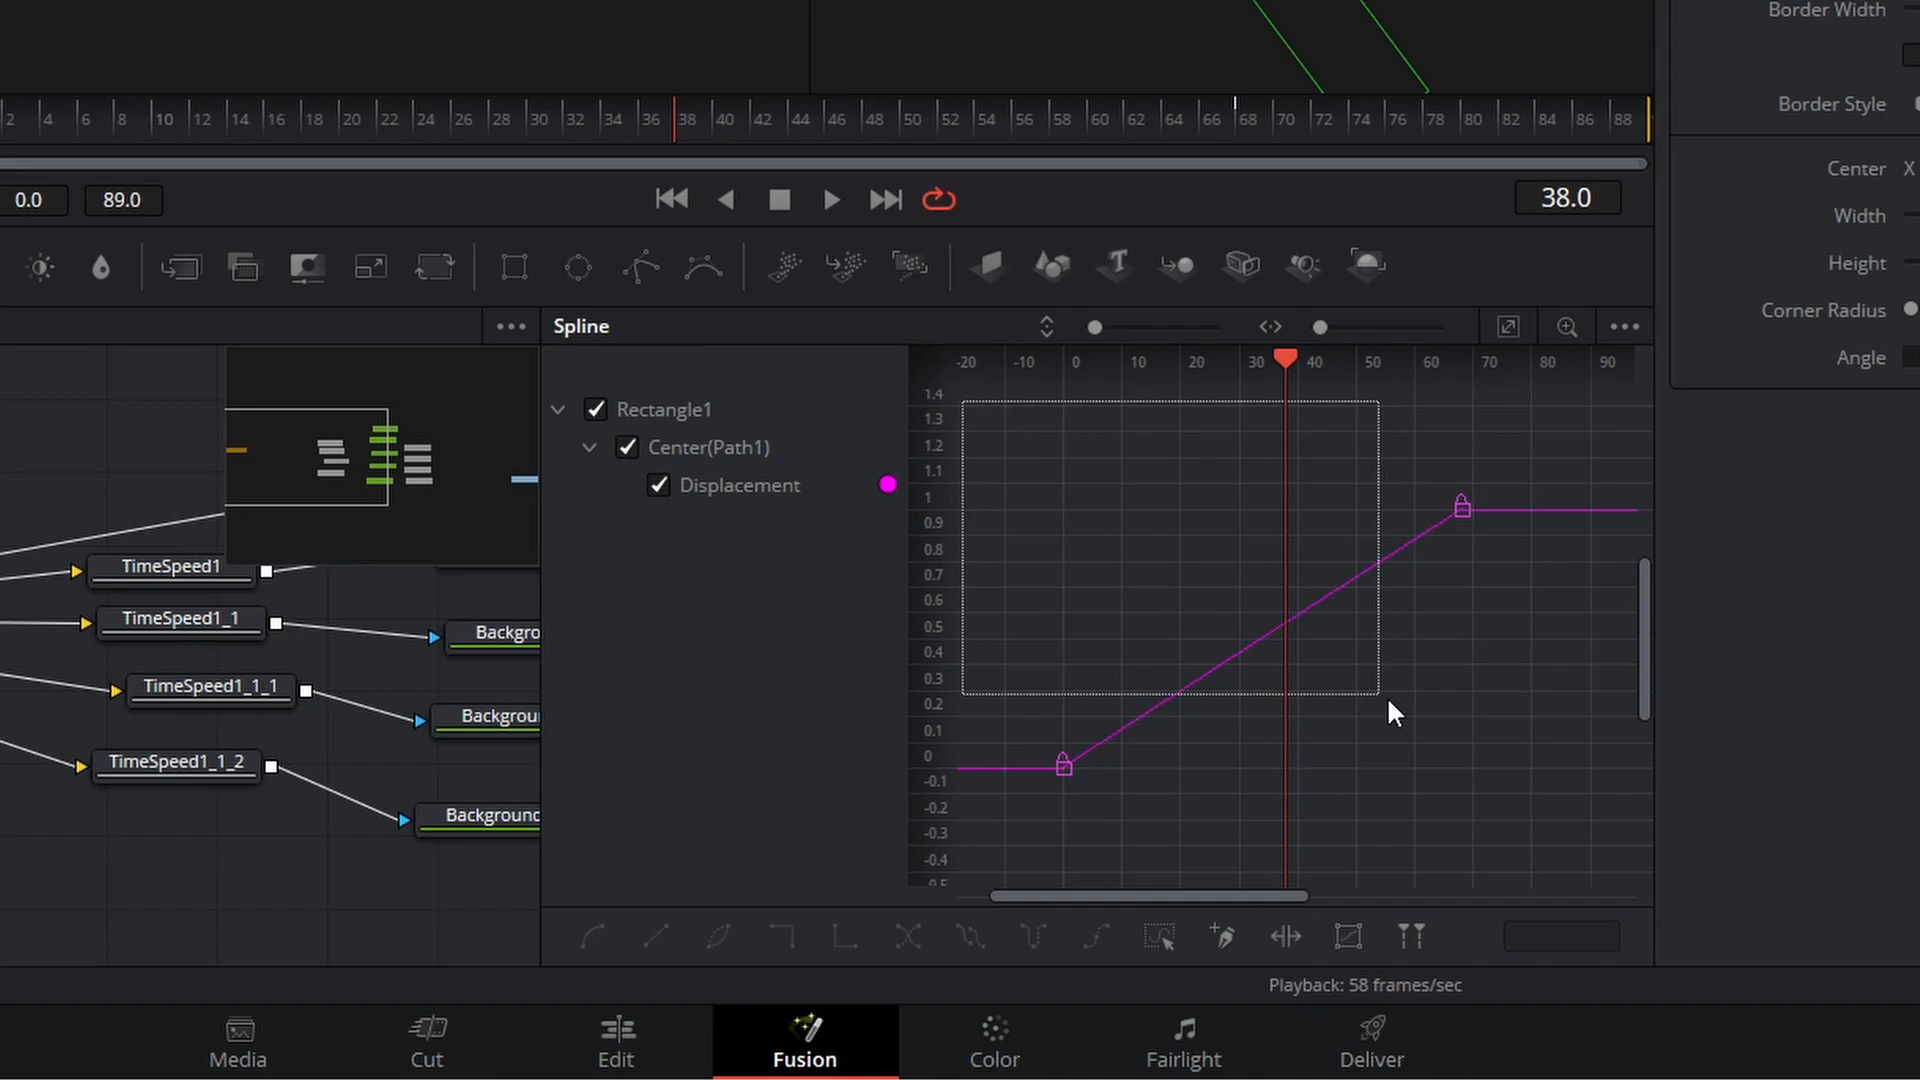 Border Width
Border Style
2 4 6 8 10 12 14 16 18 20 22 24 26 28 30 32 34 36 38 40 42 44 46 48 50 52 54 56 58 60 62 64 66 68 70 72 74 76 78 80 82 84 86 88
Center X
0.0 89.0 38.0
Width
Height
Corner Radius
Angle
Spline
-20 -10 0 10 20 30 40 50 60 70 80 90
Rectangle1
Center(Path1)
Displacement
1.4
1.3
1.2
1.1
1
0.9
0.8
0.7
0.6
0.5
0.4
0.3
0.2
0.1
0
-0.1
-0.2
-0.3
-0.4
TimeSpeed1
TimeSpeed1_1
Backgro
TimeSpeed1_1_1
Backgrou
TimeSpeed1_1_2
Background
Playback: 58 frames/sec
Media Cut Edit Fusion Color Fairlight Deliver